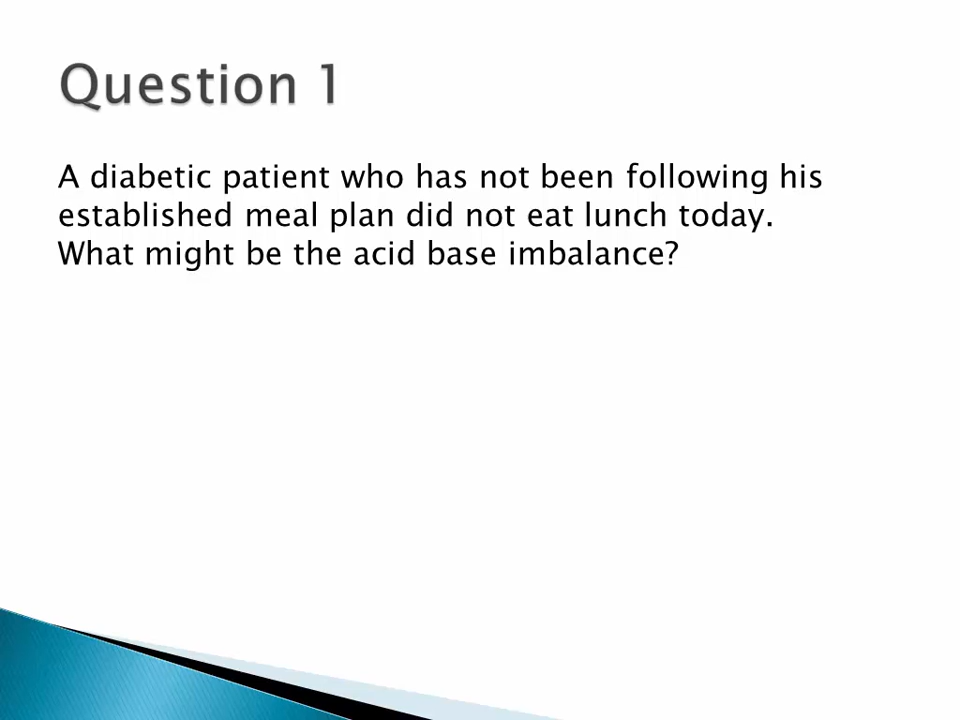 Question 1
A diabetic patient who has not been following his
established meal plan did not eat lunch today.
What might be the acid base imbalance?